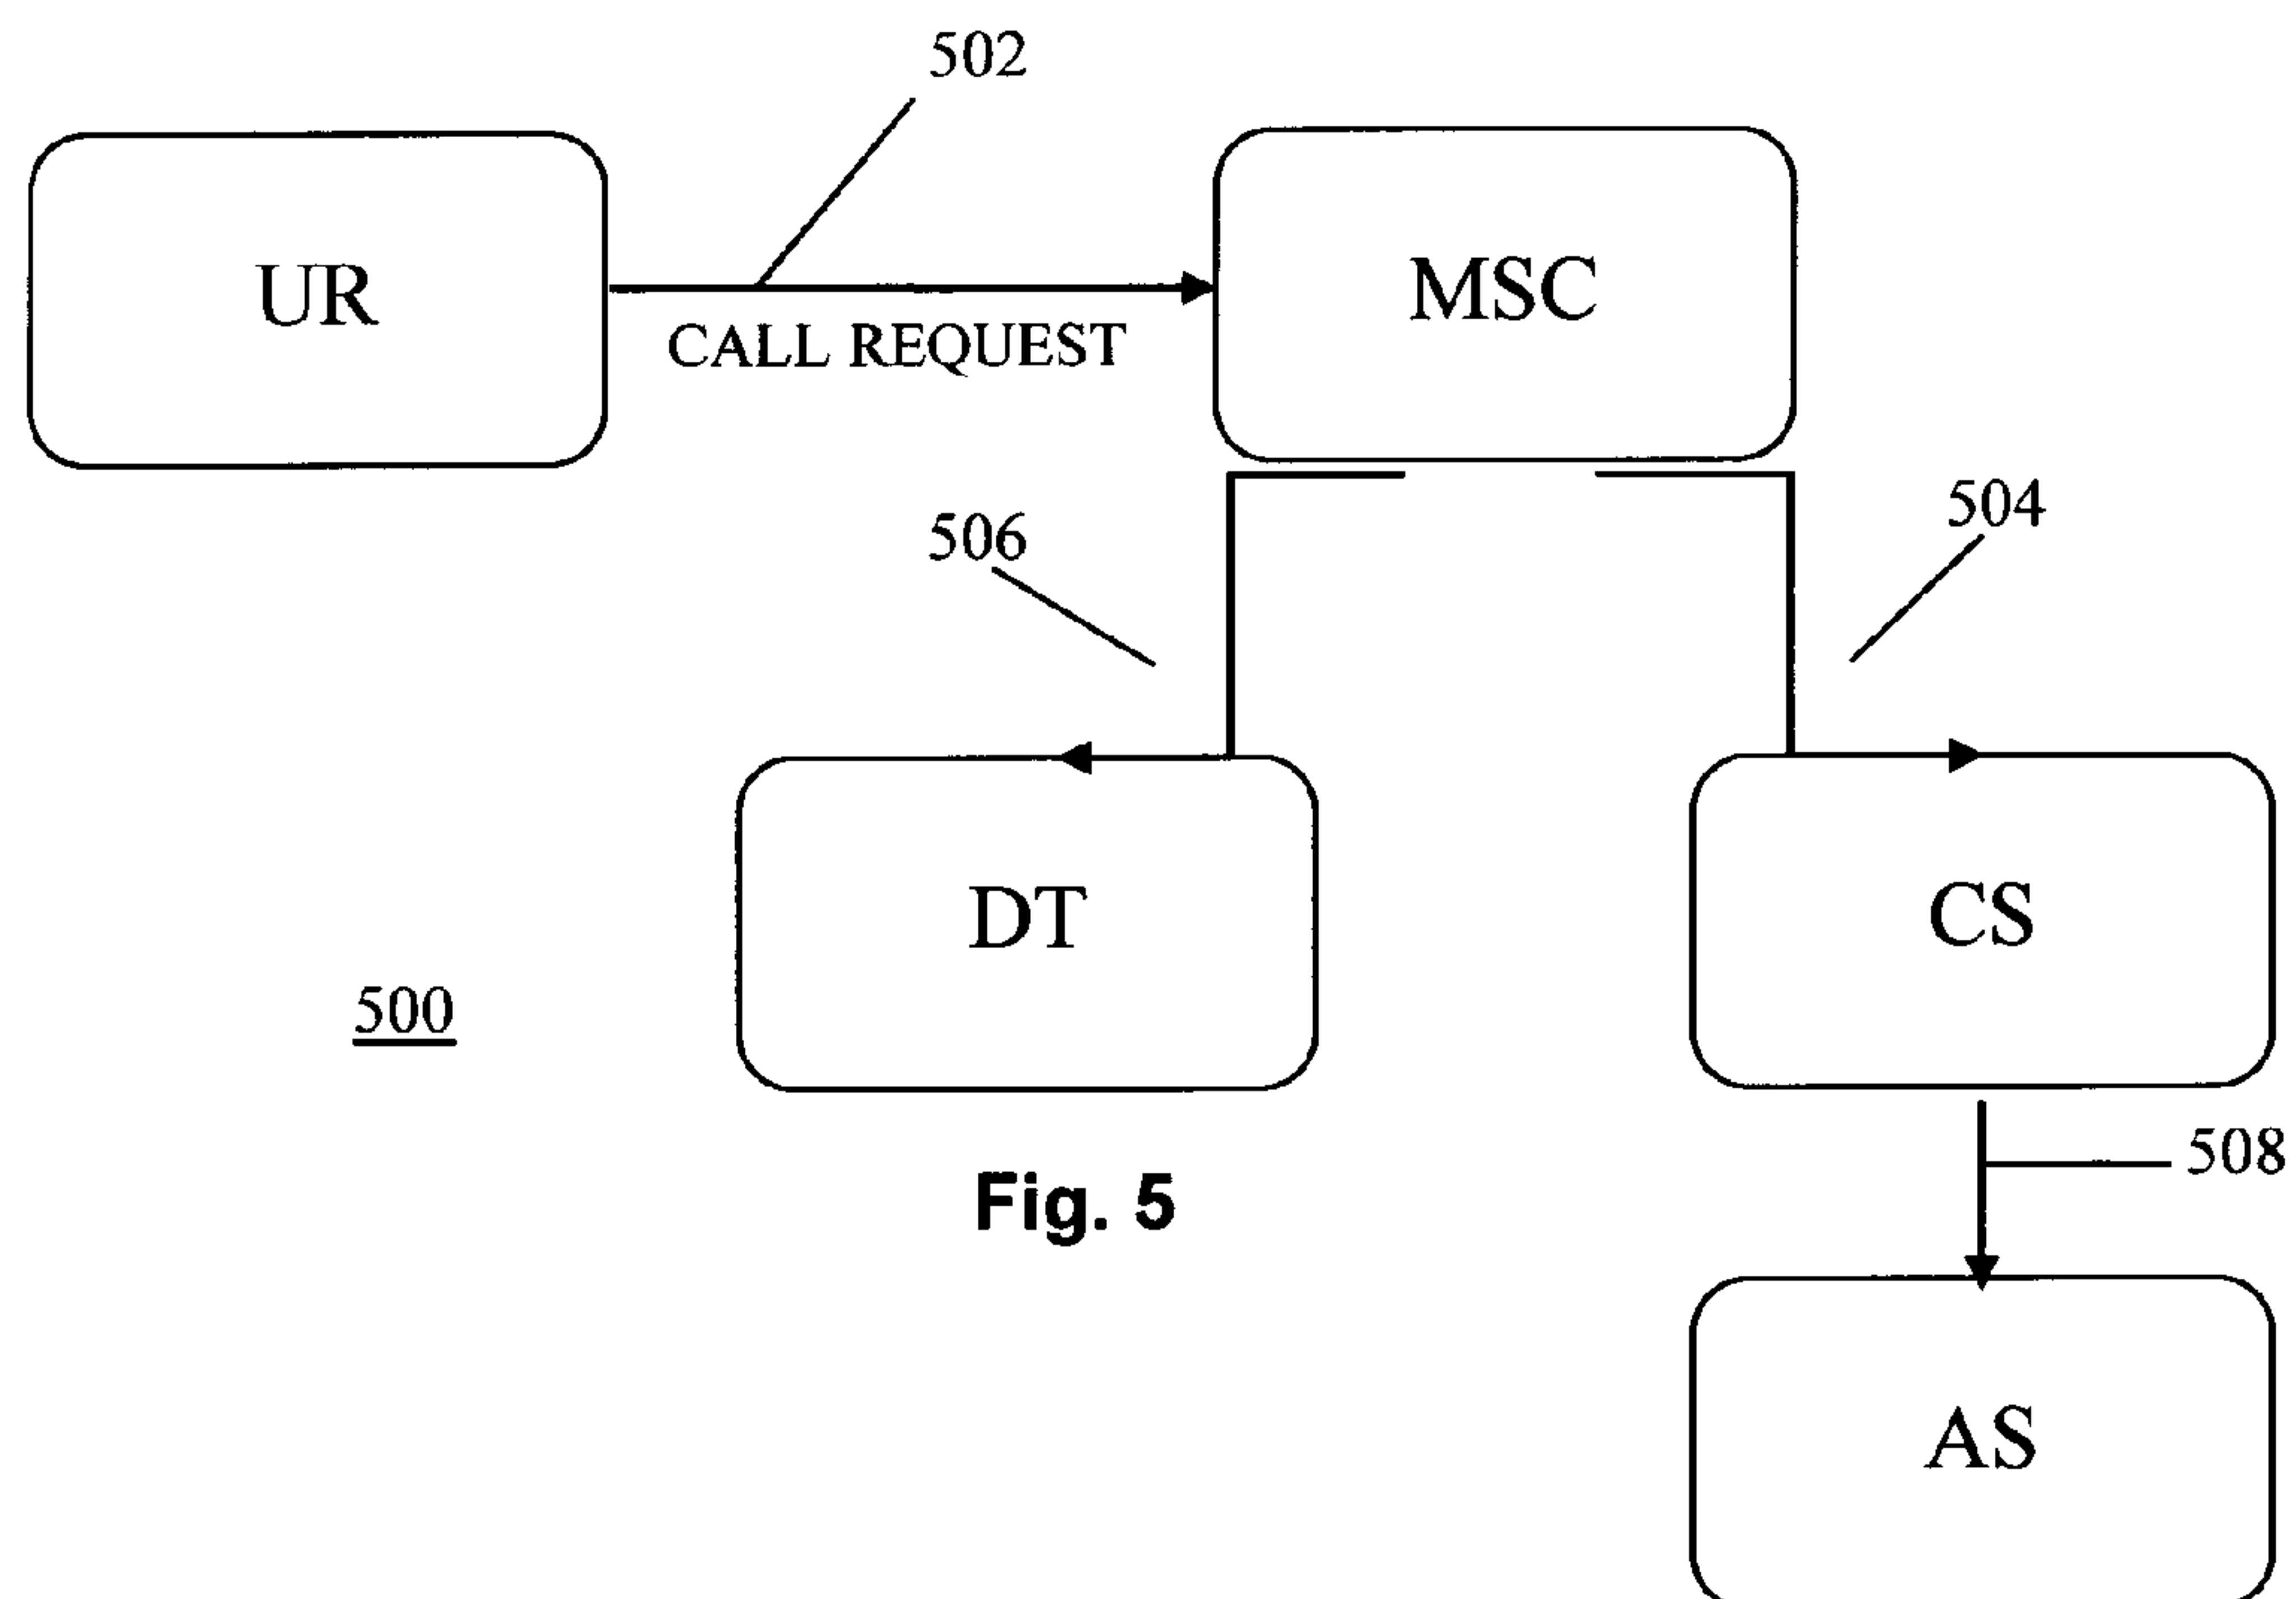 502
UR
MSC
CALL REQUEST
504
506
DT
CS
500
508
Fig. 5
AS